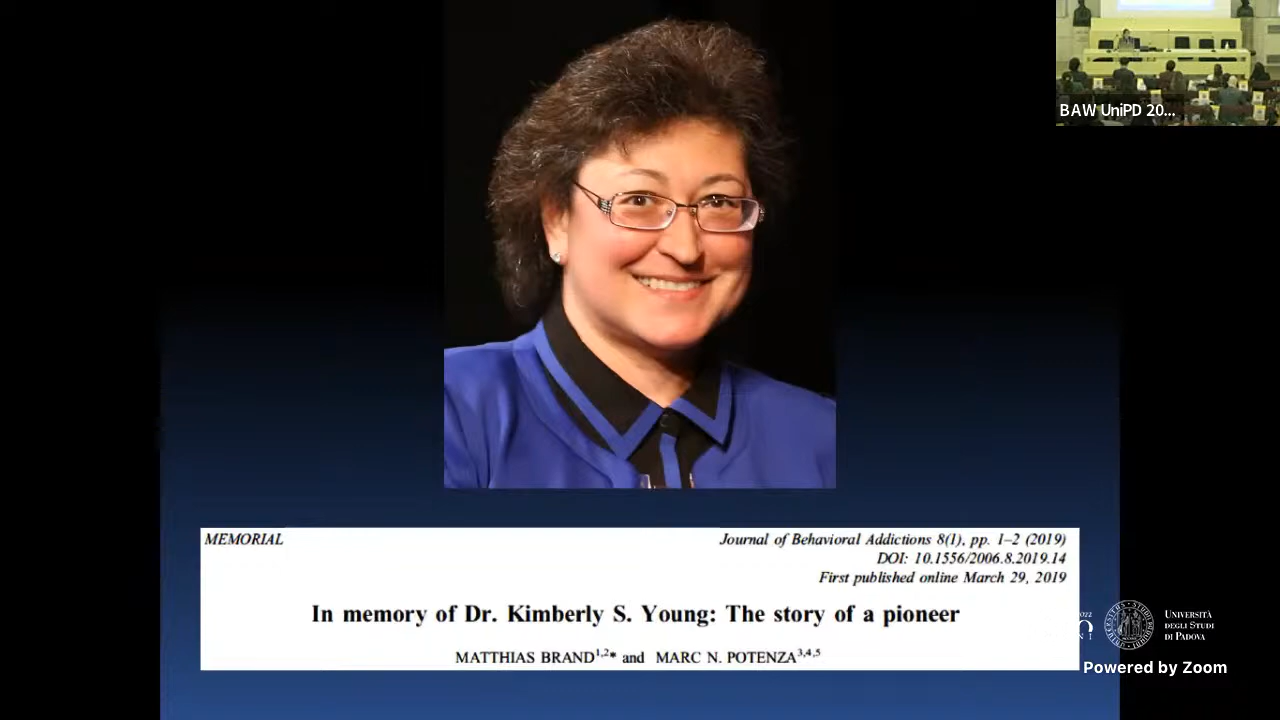 BAW UniPD 20...
MEMORIAL
Journal of Behavioral Addictions 8(1), pp. 1–2 (2019)
DOI: 10.1556/2006.8.2019.14
First published online March 29, 2019
In memory of Dr. Kimberly S. Young: The story of a pioneer
MATTHIAS BRAND1,2* and MARC N. POTENZA3,4,5
UNIVERSITÀ
DEGLI STUDI
DI PADOVA
Powered by Zoom